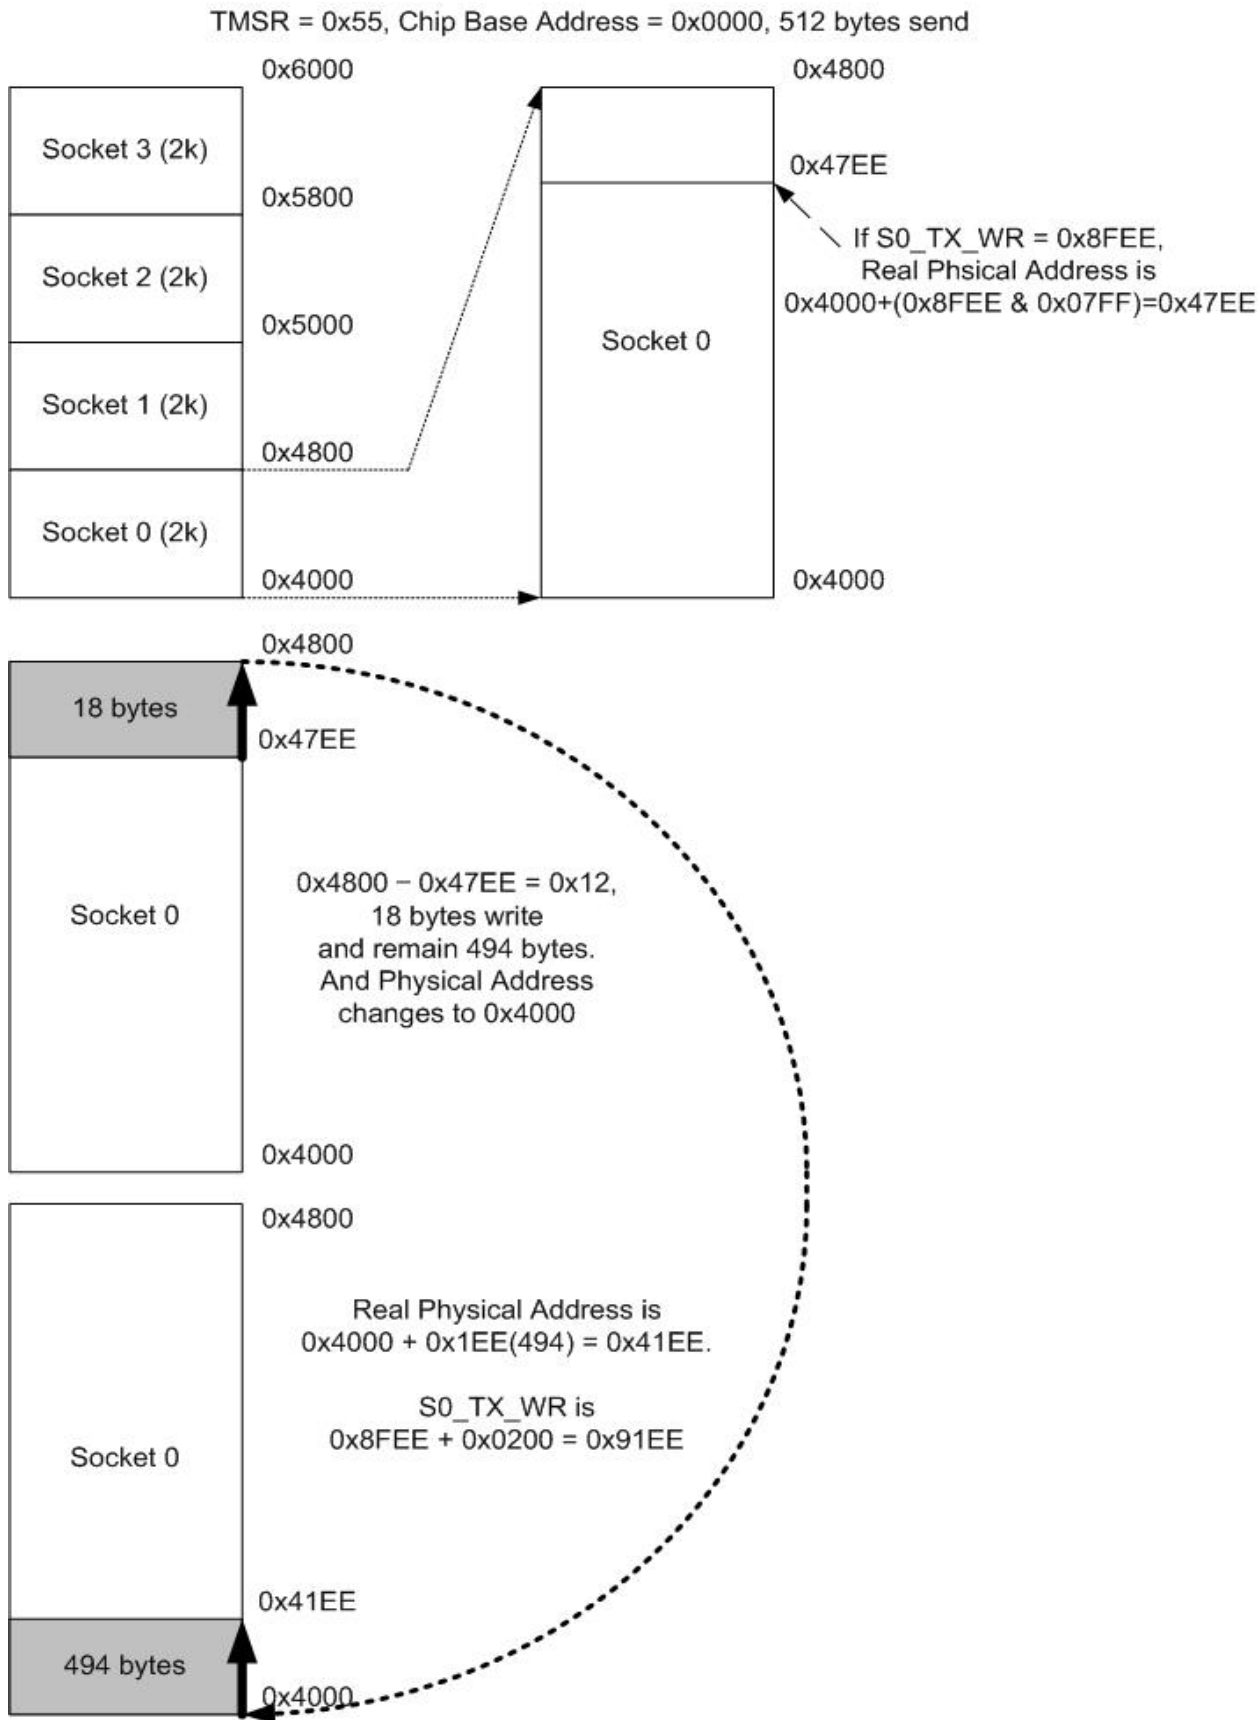 TMSR = 0x55, Chip Base Address = 0x0000, 512 bytes send
0x6000
Socket 3 (2k)
0x5800
Socket 2 (2k)
0x5000
Socket 1 (2k)
0x4800
Socket 0 (2k)
0x4000
0x4800
0x47EE
If S0_TX_WR = 0x8FEE,
Real Phsical Address is
0x4000+(0x8FEE & 0x07FF)=0x47EE
Socket 0
0x4000
0x4800
18 bytes
0x47EE
Socket 0
0x4800 – 0x47EE = 0x12,
18 bytes write
and remain 494 bytes.
And Physical Address
changes to 0x4000
0x4000
0x4800
Real Physical Address is
0x4000 + 0x1EE(494) = 0x41EE.
S0_TX_WR is
0x8FEE + 0x0200 = 0x91EE
Socket 0
0x41EE
494 bytes
0x4000